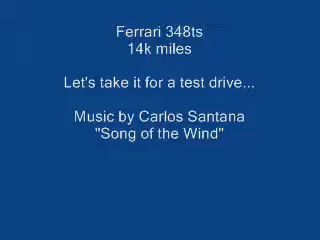 Ferrari 348ts
14k miles
Let's take it for a test drive...
Music by Carlos Santana
"Song of the Wind"